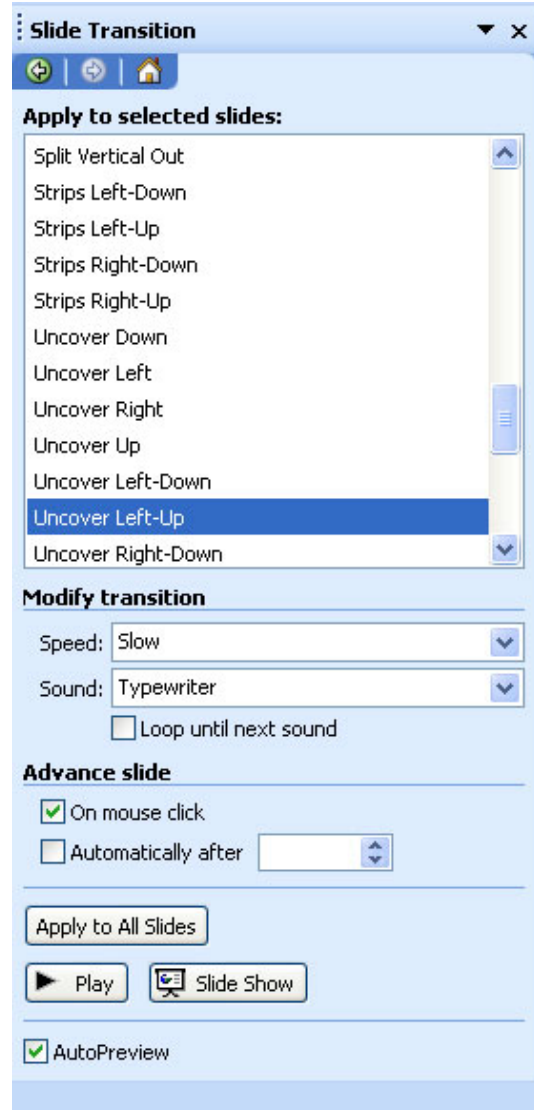 Slide Transition
Apply to selected slides:
Split Vertical Out
Strips Left-Down
Strips Left-Up
Strips Right-Down
Strips Right-Up
Uncover Down
Uncover Left
Uncover Right
Uncover Up
Uncover Left-Down
Uncover Left-Up
Uncover Right-Down
Modify transition
Speed: Slow
Sound: Typewriter
Loop until next sound
Advance slide
On mouse click
Automatically after
Apply to All Slides
Play Slide Show
AutoPreview